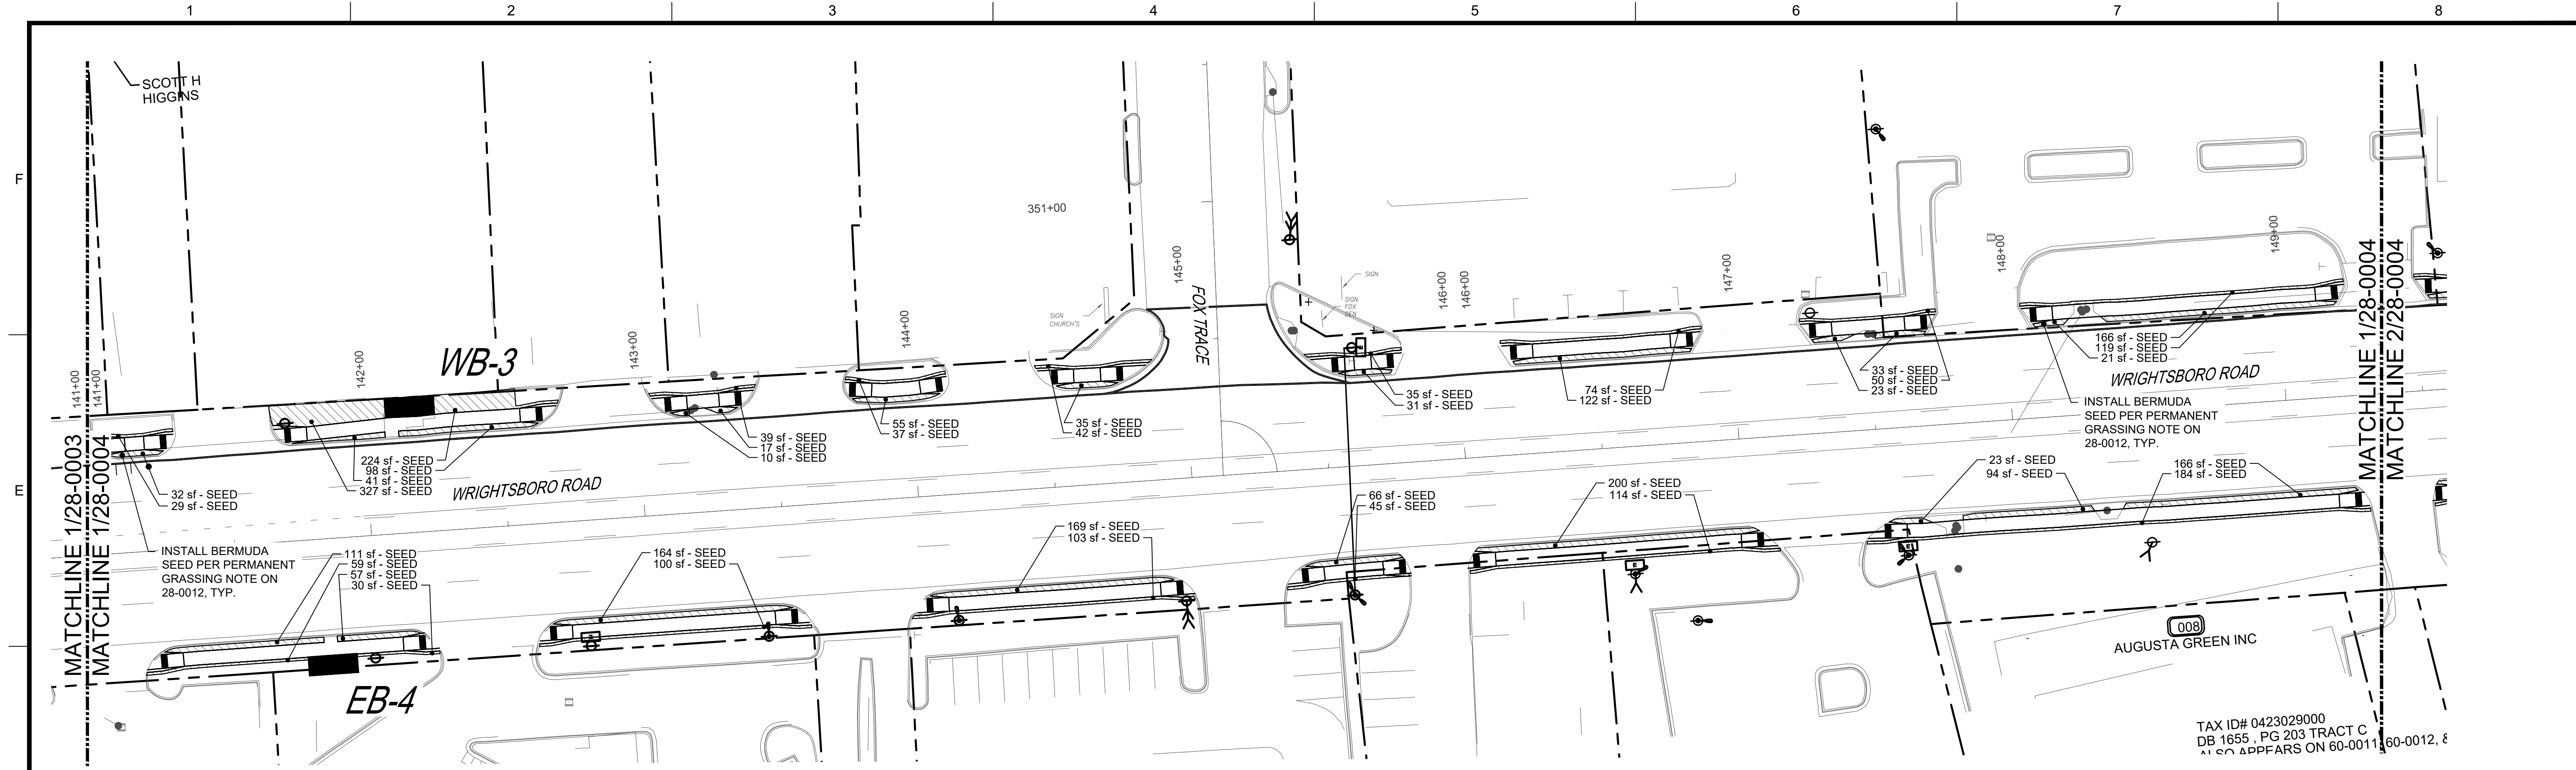 1
2
3
4
5
6
7
8
F
E
SCOTT H
HIGGINS
351+00
141+00
141+00
142+00
143+00
144+00
145+00
146+00
146+00
147+00
148+00
149+00
WB-3
FOX TRACE
SIGN
CHURCH'S
SIGN
SIGN
FOX
DEN
MATCHLINE 1/28-0003
MATCHLINE 1/28-0004
32 sf - SEED
29 sf - SEED
224 sf - SEED
98 sf - SEED
41 sf - SEED
327 sf - SEED
39 sf - SEED
17 sf - SEED
10 sf - SEED
55 sf - SEED
37 sf - SEED
35 sf - SEED
42 sf - SEED
35 sf - SEED
31 sf - SEED
74 sf - SEED
122 sf - SEED
33 sf - SEED
50 sf - SEED
23 sf - SEED
166 sf - SEED
119 sf - SEED
21 sf - SEED
WRIGHTSBORO ROAD
INSTALL BERMUDA
SEED PER PERMANENT
GRASSING NOTE ON
28-0012, TYP.
MATCHLINE 1/28-0004
MATCHLINE 2/28-0004
WRIGHTSBORO ROAD
INSTALL BERMUDA
SEED PER PERMANENT
GRASSING NOTE ON
28-0012, TYP.
111 sf - SEED
59 sf - SEED
57 sf - SEED
30 sf - SEED
164 sf - SEED
100 sf - SEED
169 sf - SEED
103 sf - SEED
66 sf - SEED
45 sf - SEED
200 sf - SEED
114 sf - SEED
23 sf - SEED
94 sf - SEED
166 sf - SEED
184 sf - SEED
E
E
EB-4
008
AUGUSTA GREEN INC
TAX ID# 0423029000
DB 1655 , PG 203 TRACT C
ALSO APPEARS ON 60-0011, 60-0012, &